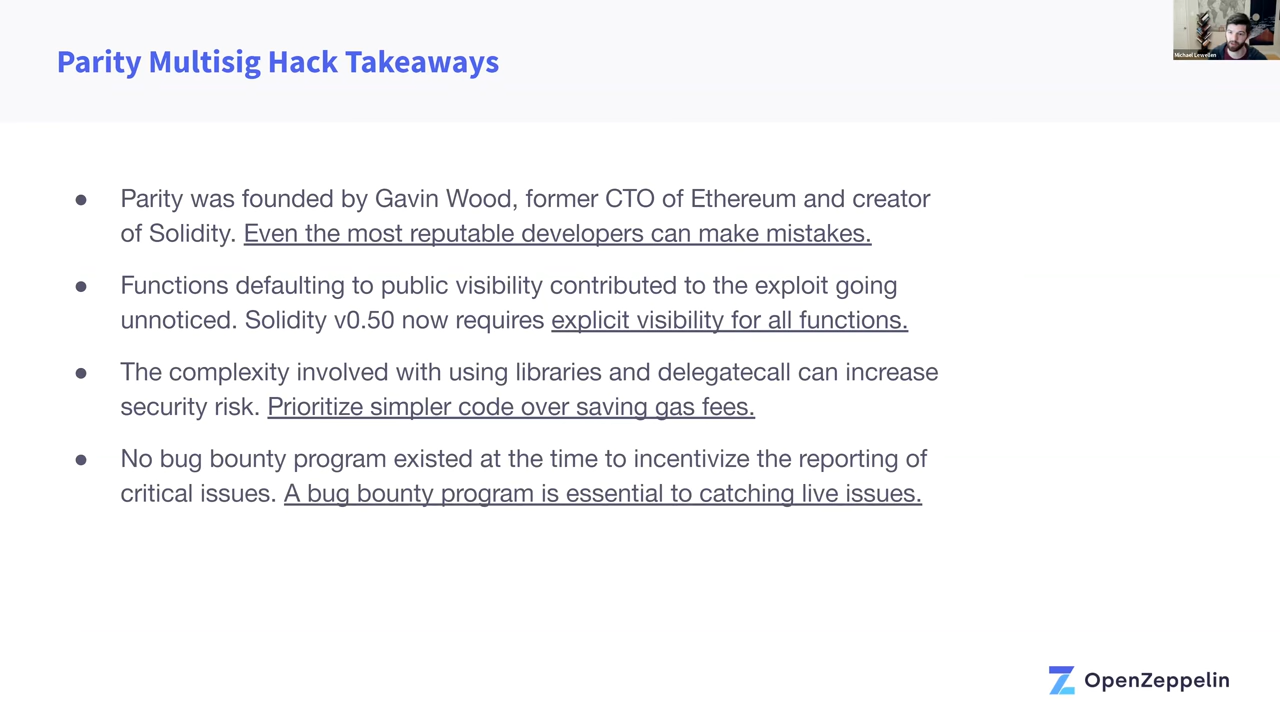 Parity Multisig Hack Takeaways
Michael Lewellen
● Parity was founded by Gavin Wood, former CTO of Ethereum and creator
of Solidity. Even the most reputable developers can make mistakes.
● Functions defaulting to public visibility contributed to the exploit going
unnoticed. Solidity v0.50 now requires explicit visibility for all functions.
● The complexity involved with using libraries and delegatecall can increase
security risk. Prioritize simpler code over saving gas fees.
● No bug bounty program existed at the time to incentivize the reporting of
critical issues. A bug bounty program is essential to catching live issues.
OpenZeppelin